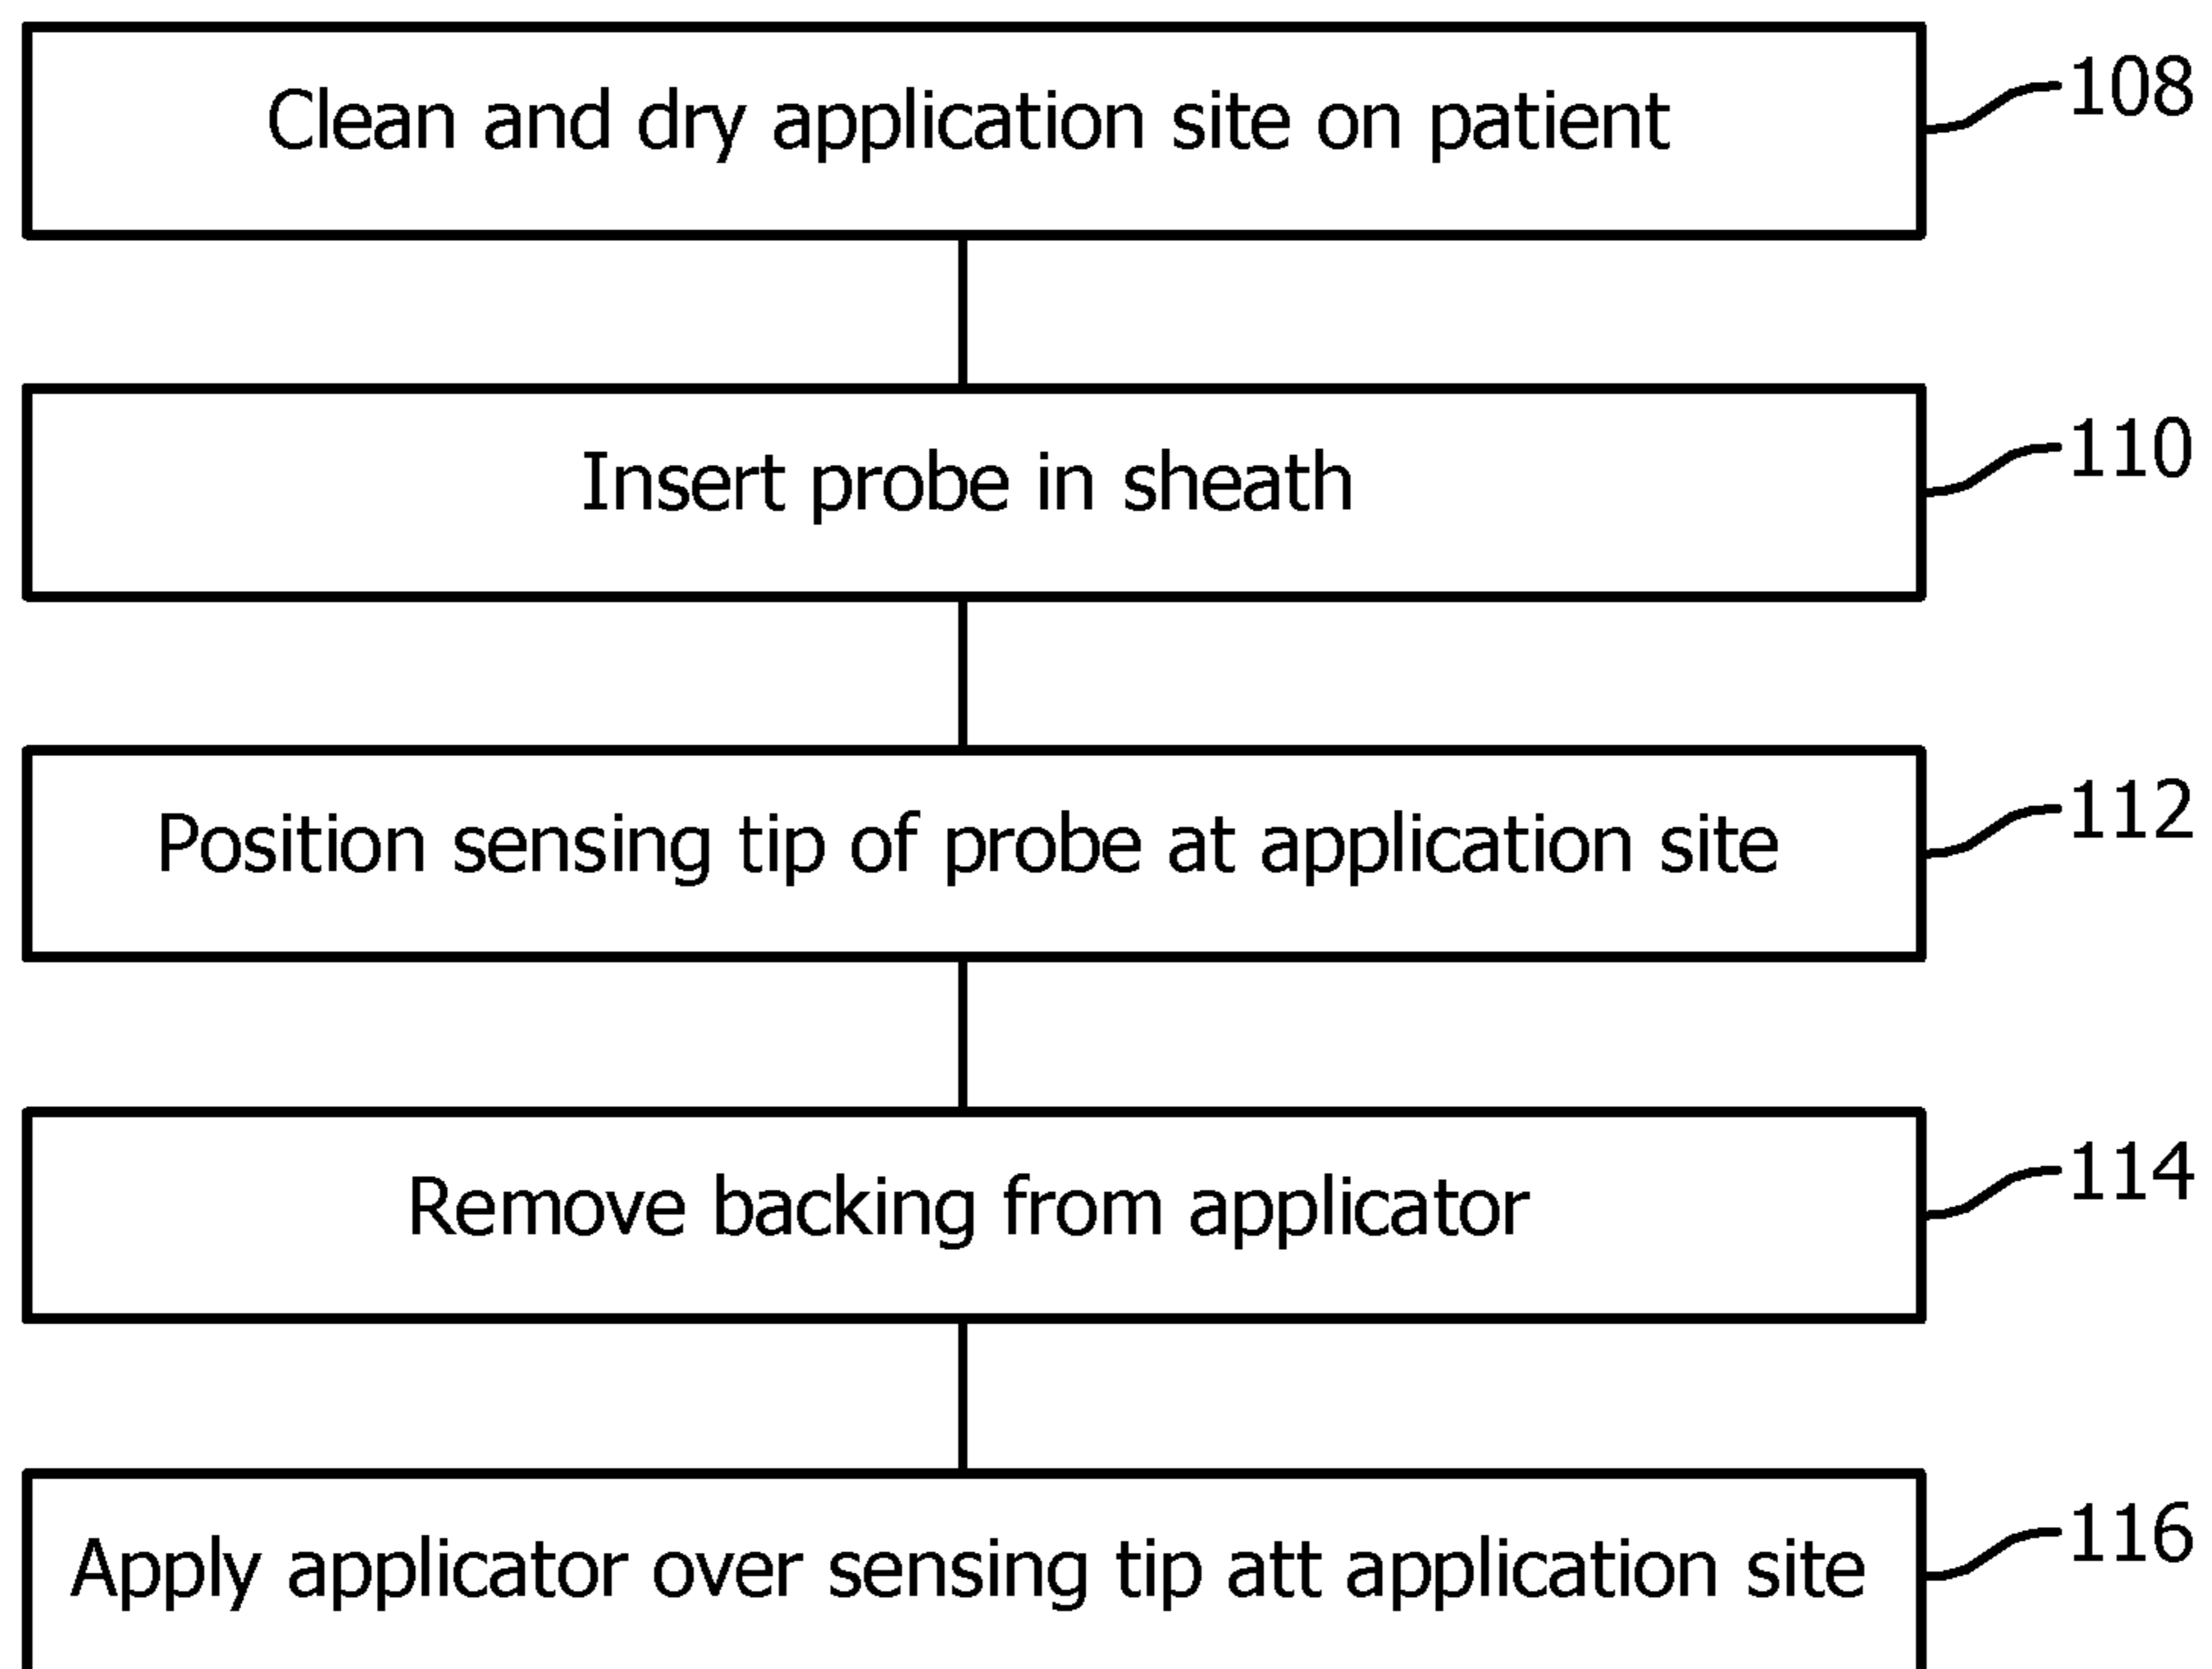 Clean and dry application site on patient
108
Insert probe in sheath
110
Position sensing tip of probe at application site
112
Remove backing from applicator
114
Apply applicator over sensing tip att application site
116